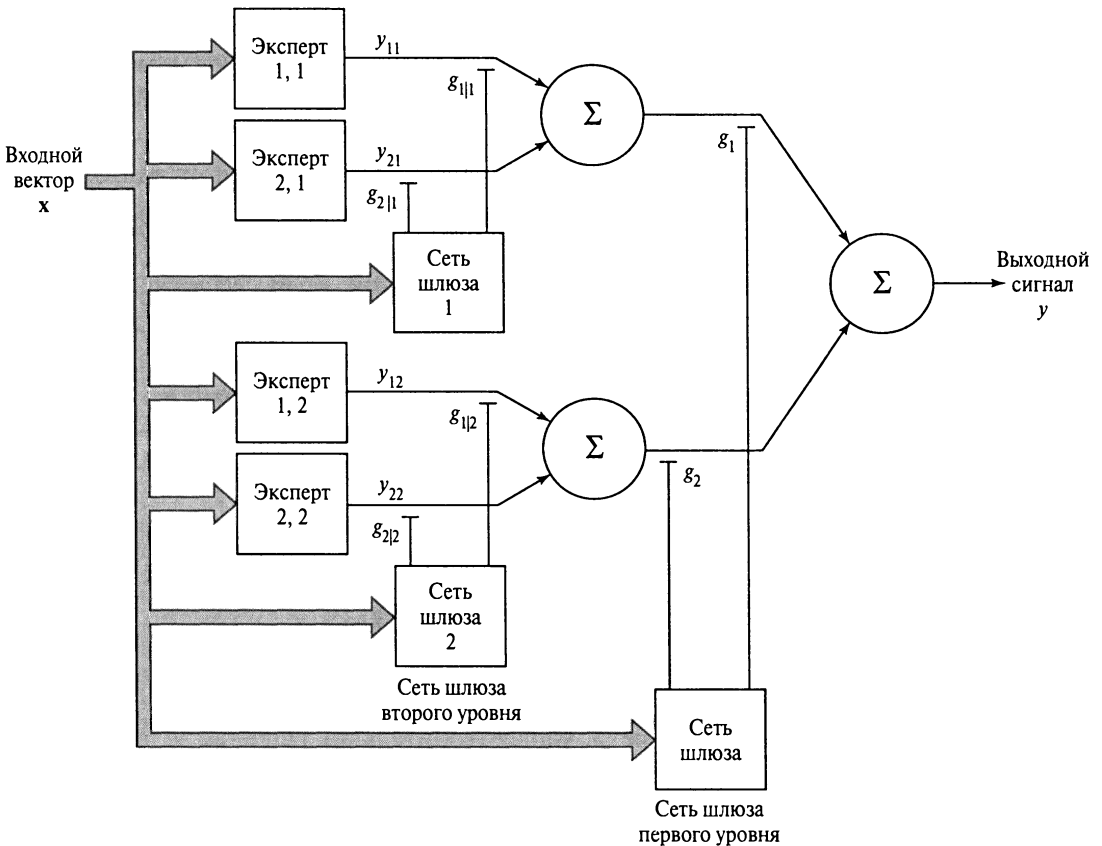 Эксперт
1, 1
y₁₁
g₁|₁
Σ
Входной
вектор
x
Эксперт
2, 1
y₂₁
g₂|₁
g₁
Сеть
шлюза
1
Σ
Выходной
сигнал
y
Эксперт
1, 2
y₁₂
g₁|₂
Σ
g₂
Эксперт
2, 2
y₂₂
g₂|₂
Сеть
шлюза
2
Сеть шлюза
второго уровня
Сеть
шлюза
Сеть шлюза
первого уровня